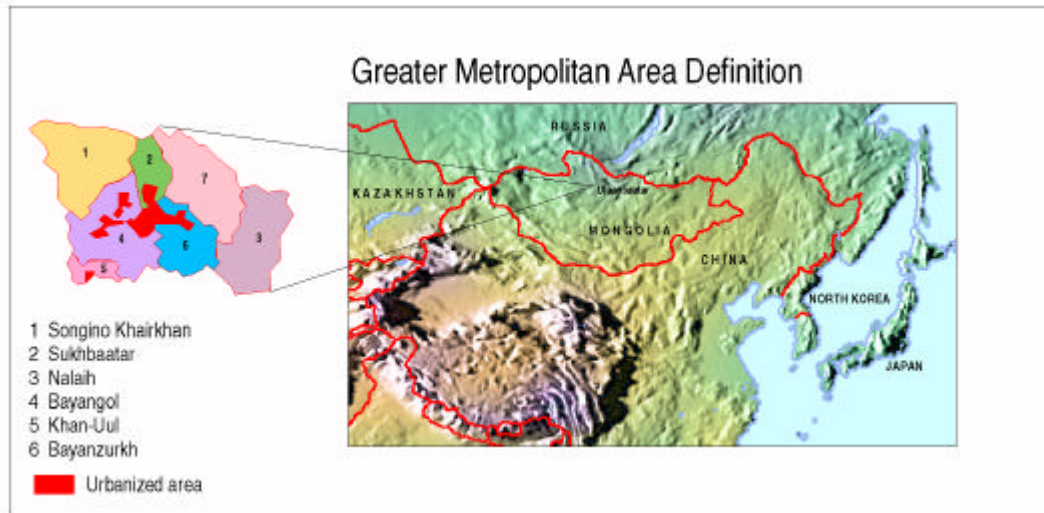 Greater Metropolitan Area Definition
1
2
7
4
6
3
5
RUSSIA
KAZAKHSTAN
Ulaanbaatar
MONGOLIA
CHINA
NORTH KOREA
JAPAN
1 Songino Khairkhan
2 Sukhbaatar
3 Nalaih
4 Bayangol
5 Khan-Uul
6 Bayanzurkh
Urbanized area